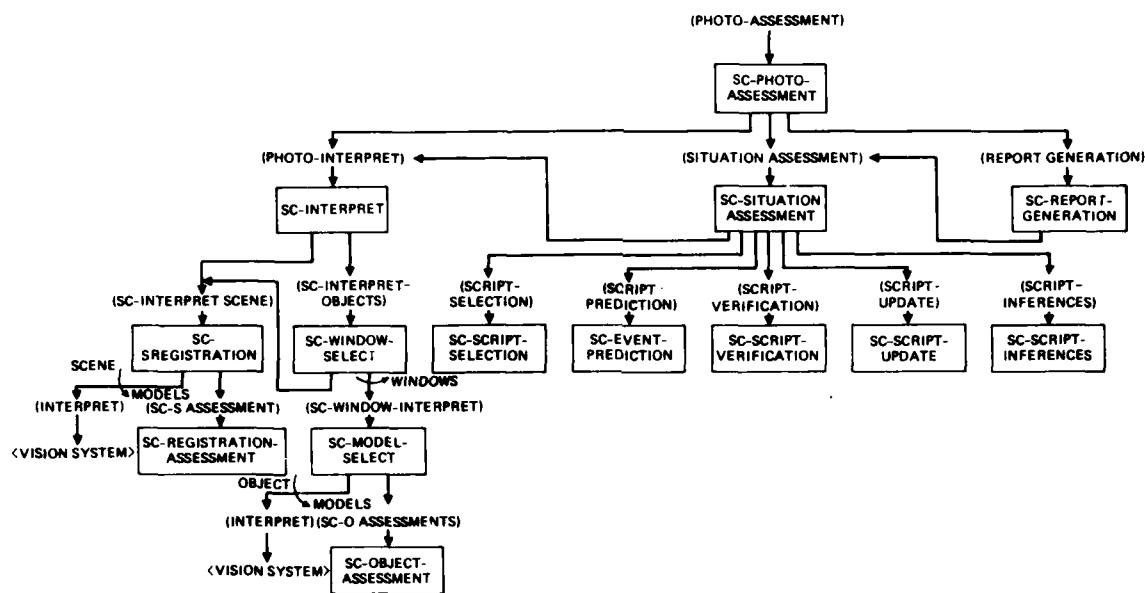 (PHOTO-ASSESSMENT)
SC-PHOTO-
ASSESSMENT
(PHOTO-INTERPRET)
(SITUATION ASSESSMENT)
(REPORT GENERATION)
SC-INTERPRET
SC-SITUATION
ASSESSMENT
SC-REPORT-
GENERATION
(SC-INTERPRET SCENE)
(SC-INTERPRET-
OBJECTS)
(SCRIPT-
SELECTION)
(SCRIPT
PREDICTION)
(SCRIPT-
VERIFICATION)
(SCRIPT-
UPDATE)
(SCRIPT-
INFERENCES)
SC-
SREGISTRATION
SC-WINDOW-
SELECT
SC-SCRIPT-
SELECTION
SC-EVENT-
PREDICTION
SC-SCRIPT-
VERIFICATION
SC-SCRIPT-
UPDATE
SC-SCRIPT-
INFERENCES
SCENE
MODELS
WINDOWS
(INTERPRET)
(SC-S ASSESSMENT)
(SC-WINDOW-INTERPRET)
<VISION SYSTEM>
SC-REGISTRATION-
ASSESSMENT
SC-MODEL-
SELECT
OBJECT
MODELS
(INTERPRET)
(SC-O ASSESSMENTS)
<VISION SYSTEM>
SC-OBJECT-
ASSESSMENT